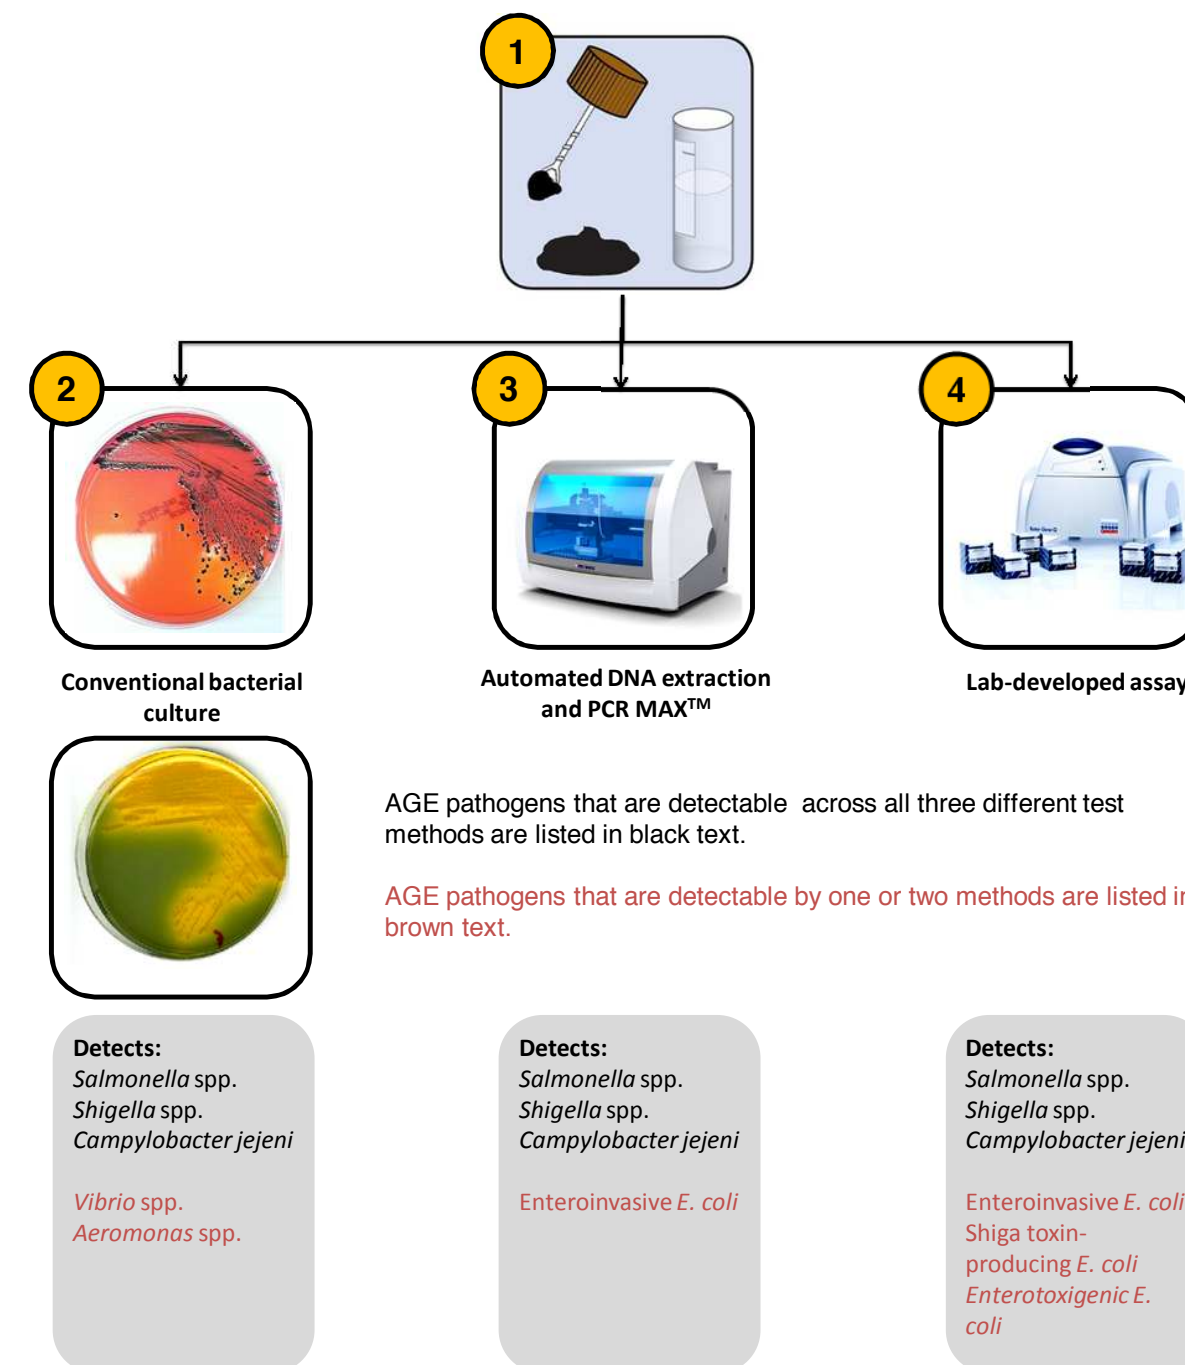 1
2
3
4
Conventional bacterial
culture
Automated DNA extraction
and PCR MAX™
Lab-developed assay
AGE pathogens that are detectable across all three different test
methods are listed in black text.
AGE pathogens that are detectable by one or two methods are listed in
brown text.
Detects:
Salmonella spp.
Shigella spp.
Campylobacter jejeni
Vibrio spp.
Aeromonas spp.
Detects:
Salmonella spp.
Shigella spp.
Campylobacter jejeni
Enteroinvasive E. coli
Detects:
Salmonella spp.
Shigella spp.
Campylobacter jejeni
Enteroinvasive E. coli
Shiga toxin-
producing E. coli
Enterotoxigenic E.
coli